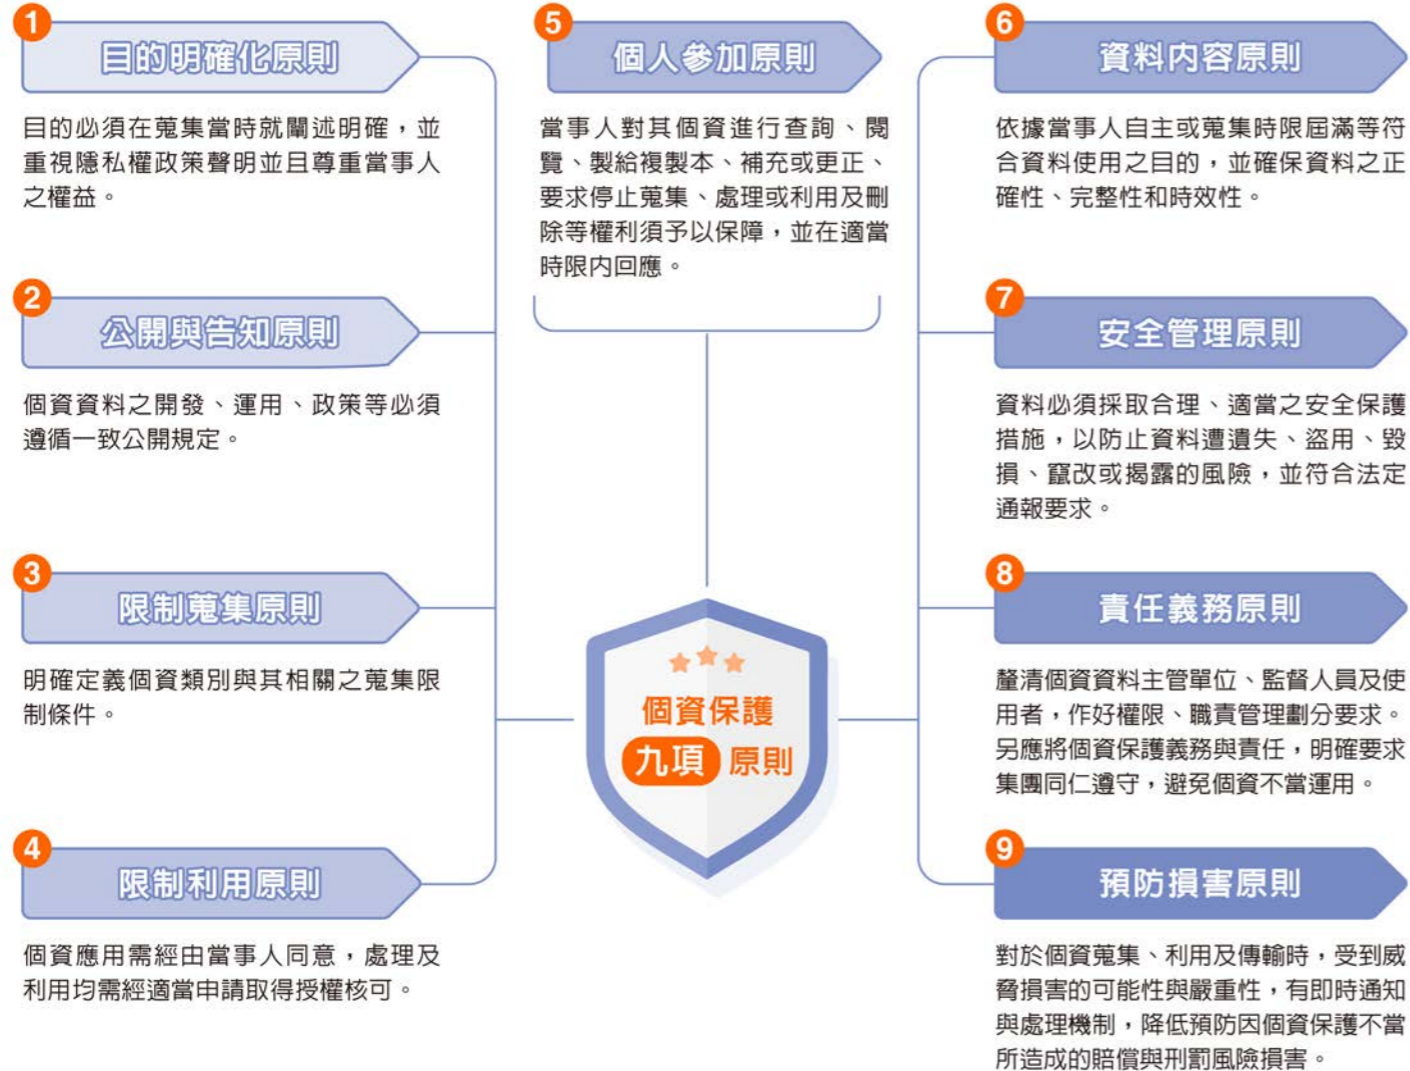 1
目的明確化原則
目的必須在蒐集當時就闡述明確，並
重視隱私權政策聲明並且尊重當事人
之權益。
2
公開與告知原則
個資資料之開發、運用、政策等必須
遵循一致公開規定。
3
限制蒐集原則
明確定義個資類別與其相關之蒐集限
制條件。
4
限制利用原則
個資應用需經由當事人同意，處理及
利用均需經適當申請取得授權核可。
5
個人參加原則
當事人對其個資進行查詢、閱
覽、製給複製本、補充或更正、
要求停止蒐集、處理或利用及刪
除等權利須予以保障，並在適當
時限內回應。
個資保護
九項 原則
6
資料內容原則
依據當事人自主或蒐集時限屆滿等符
合資料使用之目的，並確保資料之正
確性、完整性和時效性。
7
安全管理原則
資料必須採取合理、適當之安全保護
措施，以防止資料遭遺失、盜用、毀
損、竄改或揭露的風險，並符合法定
通報要求。
8
責任義務原則
釐清個資資料主管單位、監督人員及使
用者，作好權限、職責管理劃分要求。
另應將個資保護義務與責任，明確要求
集團同仁遵守，避免個資不當運用。
9
預防損害原則
對於個資蒐集、利用及傳輸時，受到威
脅損害的可能性與嚴重性，有即時通知
與處理機制，降低預防因個資保護不當
所造成的賠償與刑罰風險損害。